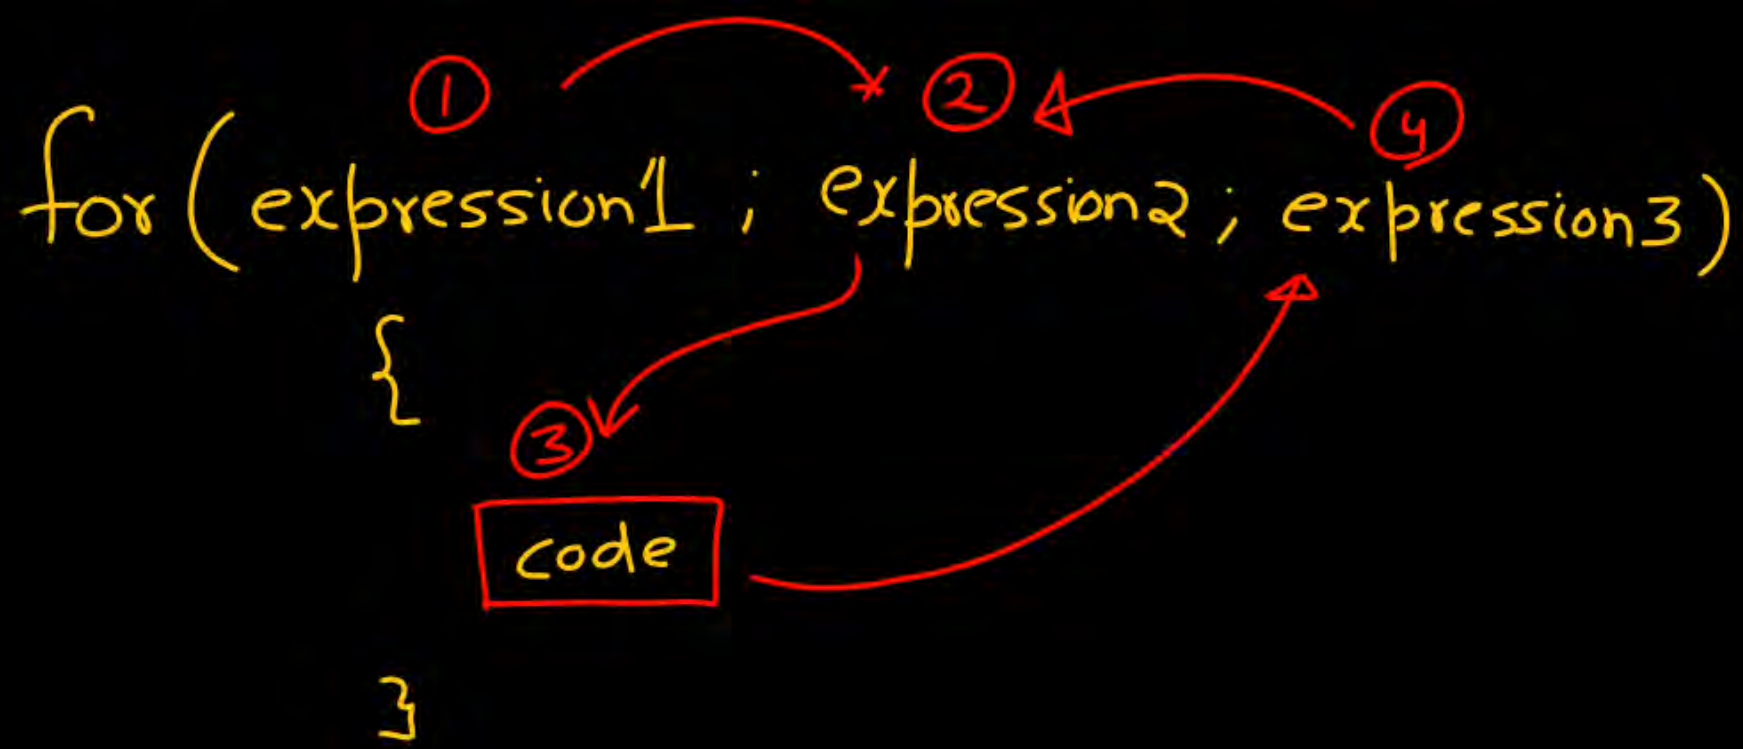 ① ② ④
for(expression1 ; expression2 ; expression3)
{
③
code
}